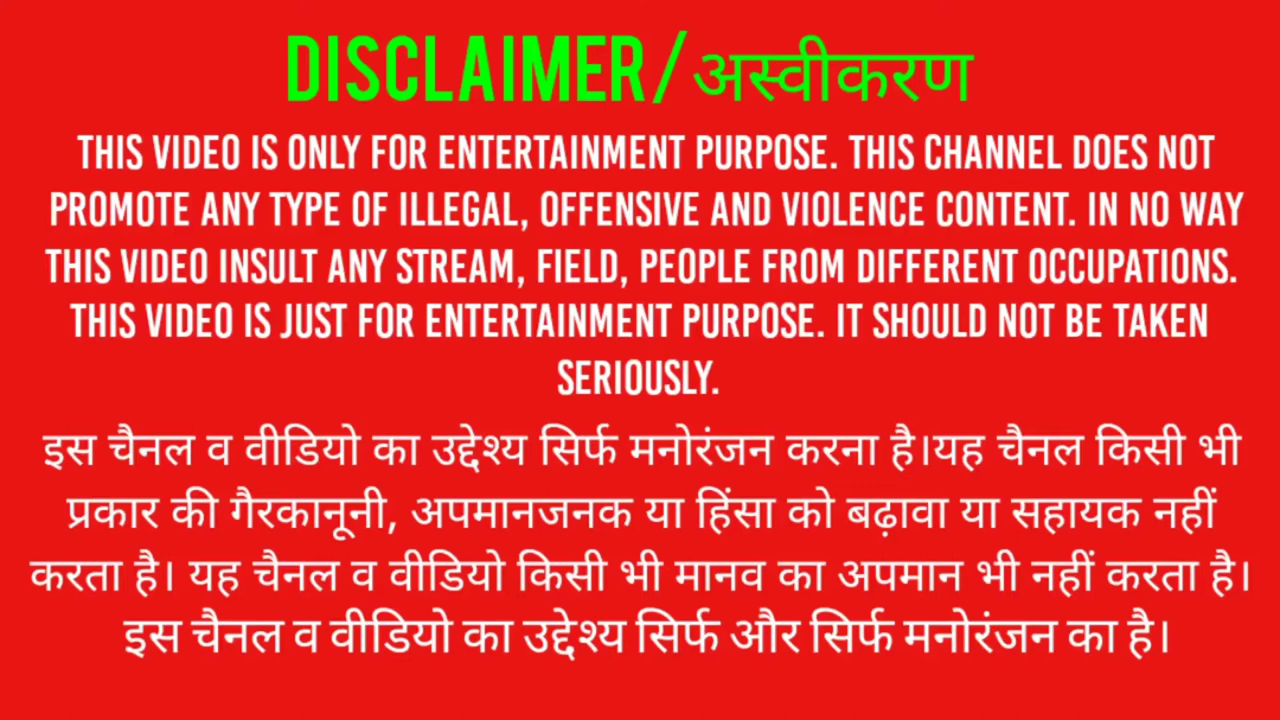 DISCLAIMER/अस्वीकरण
THIS VIDEO IS ONLY FOR ENTERTAINMENT PURPOSE. THIS CHANNEL DOES NOT
PROMOTE ANY TYPE OF ILLEGAL, OFFENSIVE AND VIOLENCE CONTENT. IN NO WAY
THIS VIDEO INSULT ANY STREAM, FIELD, PEOPLE FROM DIFFERENT OCCUPATIONS.
THIS VIDEO IS JUST FOR ENTERTAINMENT PURPOSE. IT SHOULD NOT BE TAKEN
SERIOUSLY.
इस चैनल व वीडियो का उद्देश्य सिर्फ मनोरंजन करना है।यह चैनल किसी भी
प्रकार की गैरकानूनी, अपमानजनक या हिंसा को बढ़ावा या सहायक नहीं
करता है। यह चैनल व वीडियो किसी भी मानव का अपमान भी नहीं करता है।
इस चैनल व वीडियो का उद्देश्य सिर्फ और सिर्फ मनोरंजन का है।